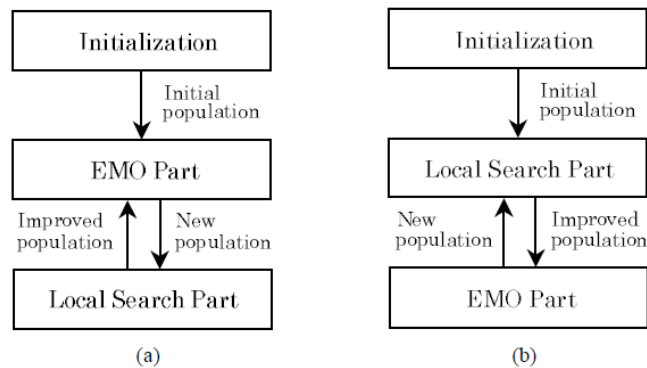 Initialization
Initial
population
EMO Part
Improved
population
New
population
Local Search Part
(a)
Initialization
Initial
population
Local Search Part
New
population
Improved
population
EMO Part
(b)